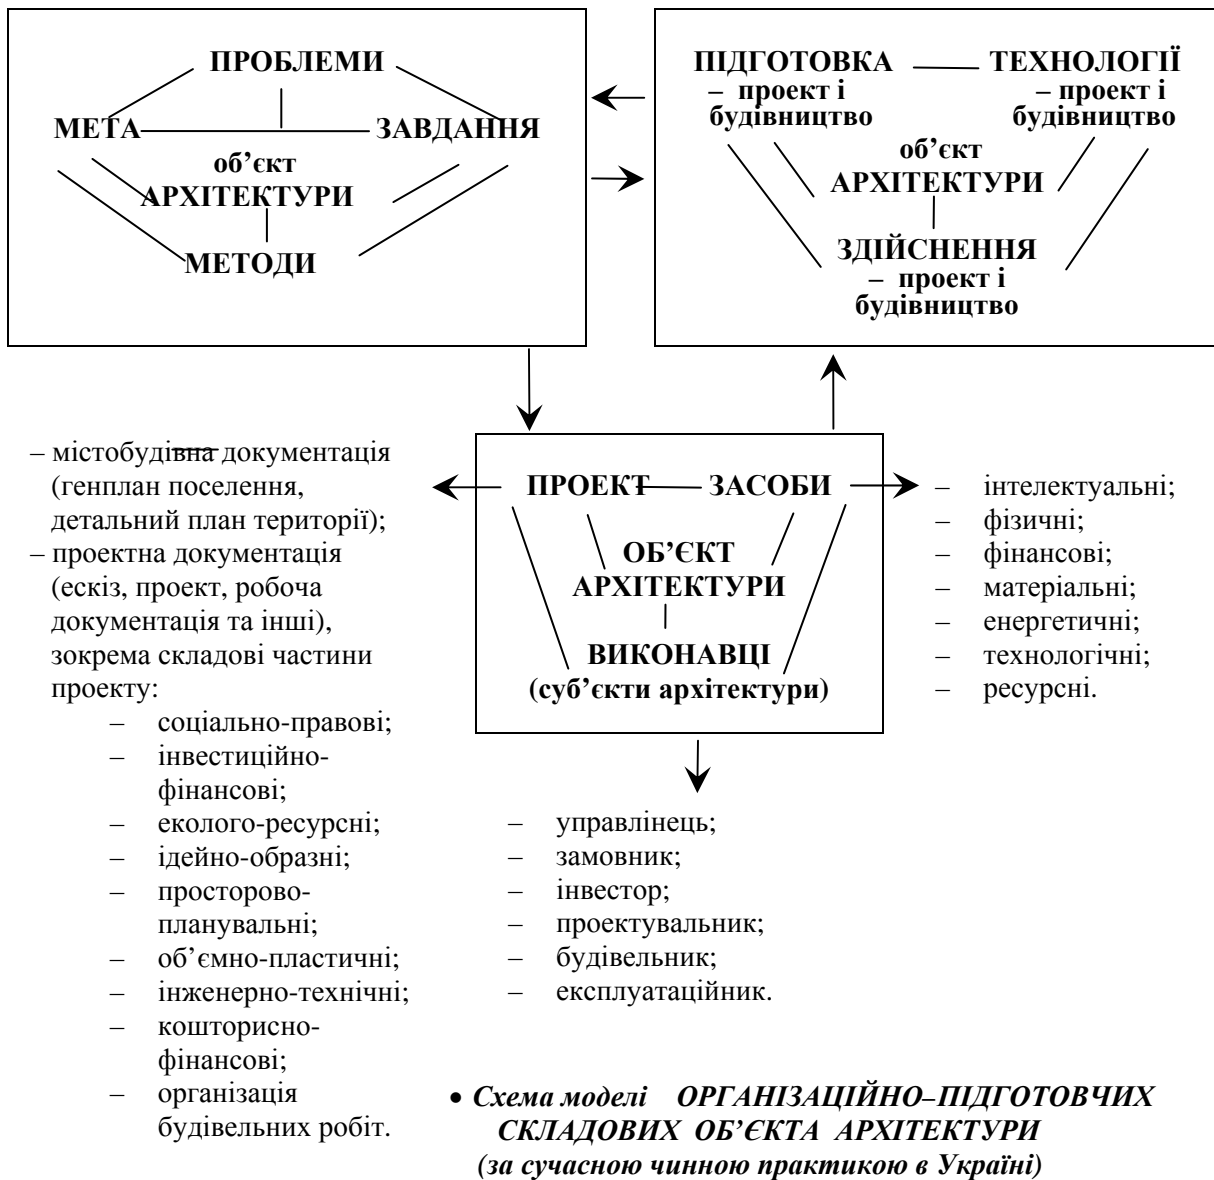 ПРОБЛЕМИ
МЕТА ЗАВДАННЯ
об’єкт
АРХІТЕКТУРИ
МЕТОДИ
ПІДГОТОВКА ТЕХНОЛОГІЇ
– проект і – проект і
будівництво будівництво
об’єкт
АРХІТЕКТУРИ
ЗДІЙСНЕННЯ
– проект і
будівництво
– містобудівна документація
(генплан поселення,
детальний план території);
– проектна документація
(ескіз, проект, робоча
документація та інші),
зокрема складові частини
проекту:
– соціально-правові;
– інвестиційно-
фінансові;
– еколого-ресурсні;
– ідейно-образні;
– просторово-
планувальні;
– об’ємно-пластичні;
– інженерно-технічні;
– кошторисно-
фінансові;
– організація
будівельних робіт.
ПРОЕКТ ЗАСОБИ
ОБ’ЄКТ
АРХІТЕКТУРИ
ВИКОНАВЦІ
(суб’єкти архітектури)
– інтелектуальні;
– фізичні;
– фінансові;
– матеріальні;
– енергетичні;
– технологічні;
– ресурсні.
– управлінець;
– замовник;
– інвестор;
– проектувальник;
– будівельник;
– експлуатаційник.
• Схема моделі ОРГАНІЗАЦІЙНО–ПІДГОТОВЧИХ
СКЛАДОВИХ ОБ’ЄКТА АРХІТЕКТУРИ
(за сучасною чинною практикою в Україні)